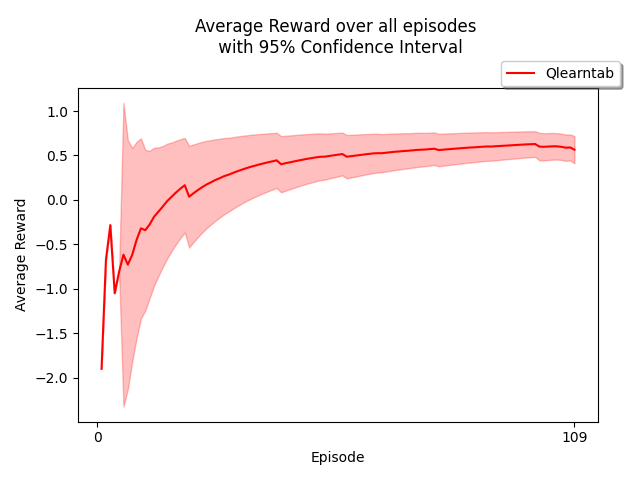 Average Reward over all episodes
with 95% Confidence Interval
Qlearntab
1.0
0.5
0.0
−0.5
−1.0
−1.5
−2.0
Average Reward
0
109
Episode